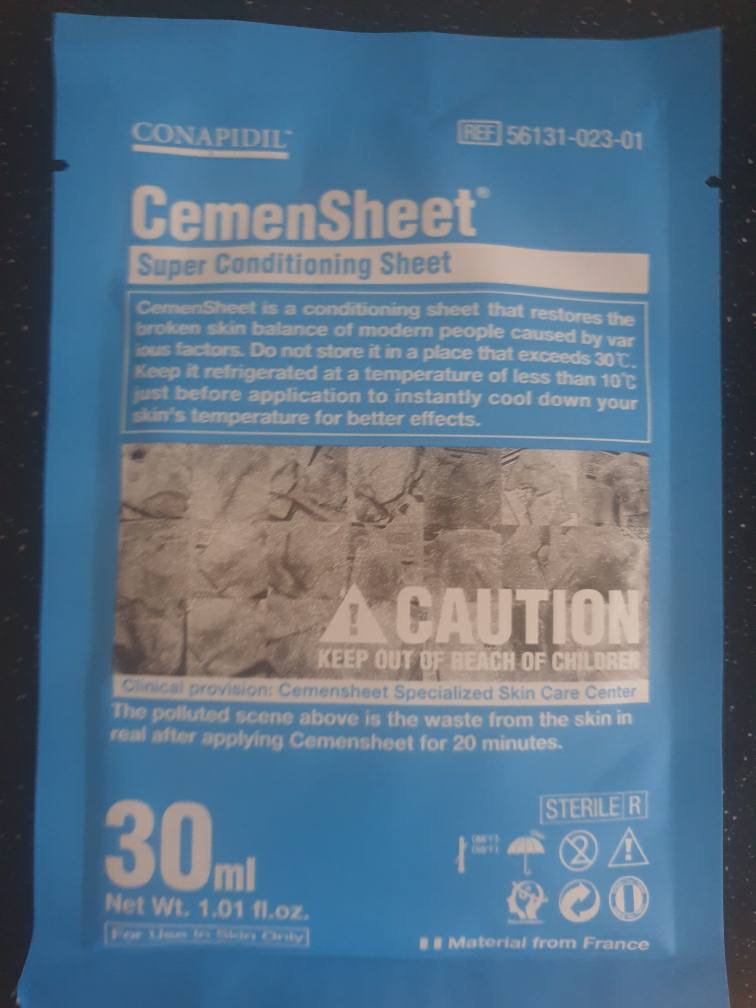 CONAPIDIL™
REF 56131-023-01
CemenSheet®
Super Conditioning Sheet
CemenSheet is a conditioning sheet that restores the
broken skin balance of modern people caused by var
ious factors. Do not store it in a place that exceeds 30℃.
Keep it refrigerated at a temperature of less than 10℃
just before application to instantly cool down your
skin's temperature for better effects.
CAUTION
KEEP OUT OF REACH OF CHILDREN
Clinical provision: Cemensheet Specialized Skin Care Center
The polluted scene above is the waste from the skin in
real after applying Cemensheet for 20 minutes.
30ml
Net Wt. 1.01 fl.oz.
For Use in Skin Only
STERILE R
2
Material from France